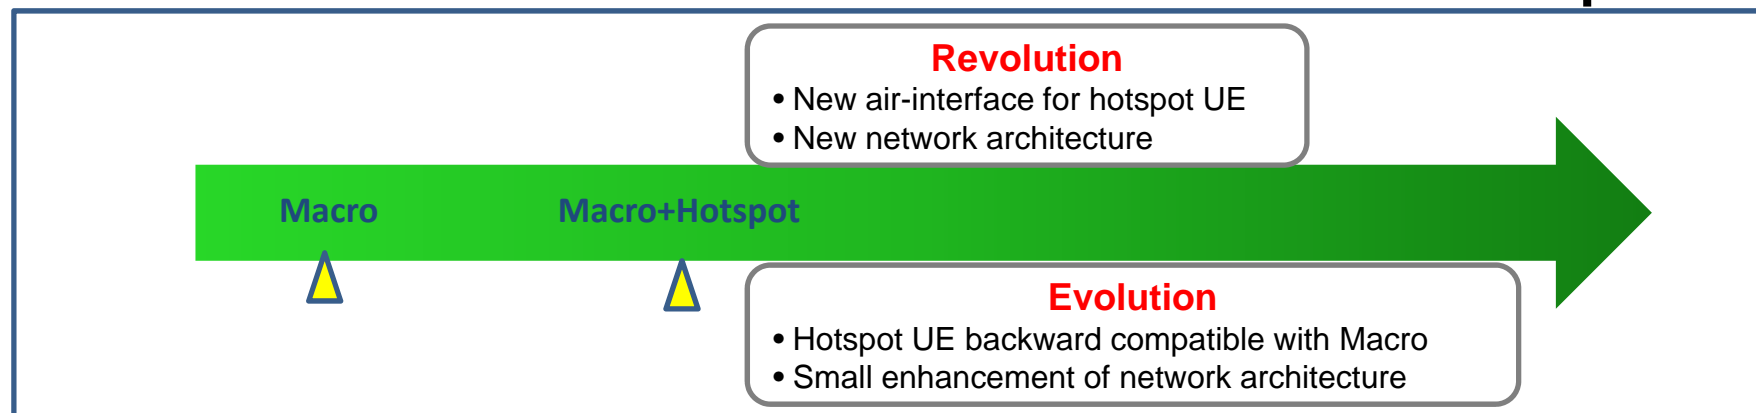 Revolution
• New air-interface for hotspot UE
• New network architecture
Macro
Macro+Hotspot
Evolution
• Hotspot UE backward compatible with Macro
• Small enhancement of network architecture